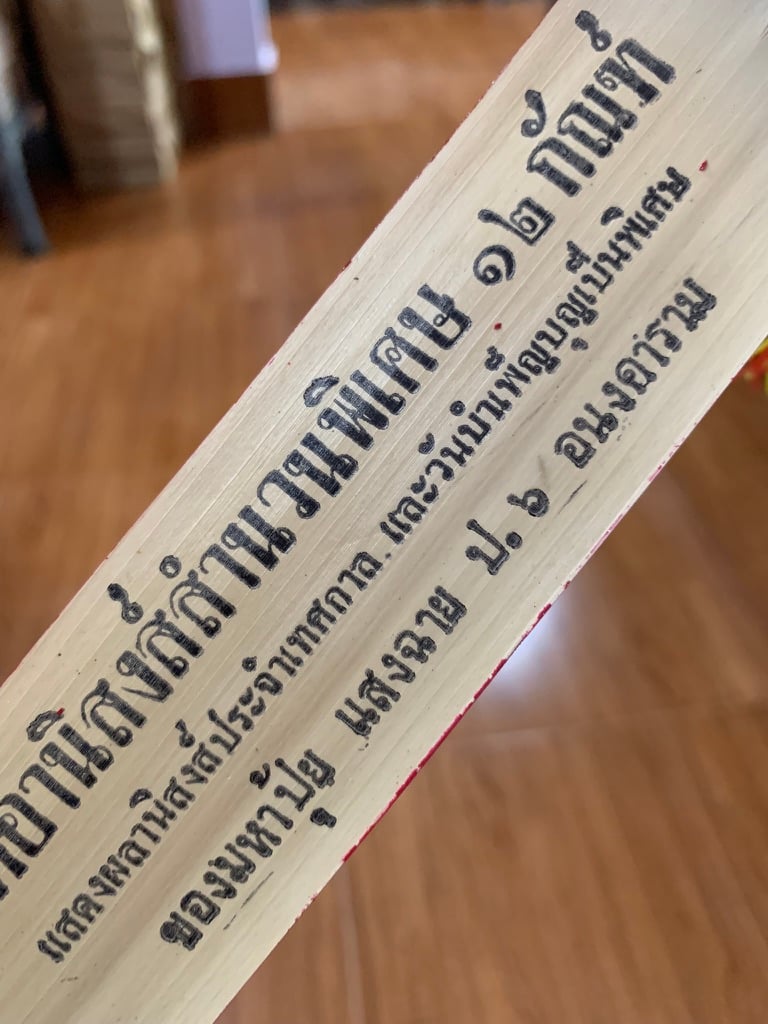 อานิสงส์สำนวนพิเศษ ๑๒ กัณฑ์
แสดงผลานิสงส์ประจำเทศกาล และวันบำเพ็ญบุญเป็นพิเศษ
ของมหาปุ้ย แสงฉาย ป. ๖ อนงคาราม